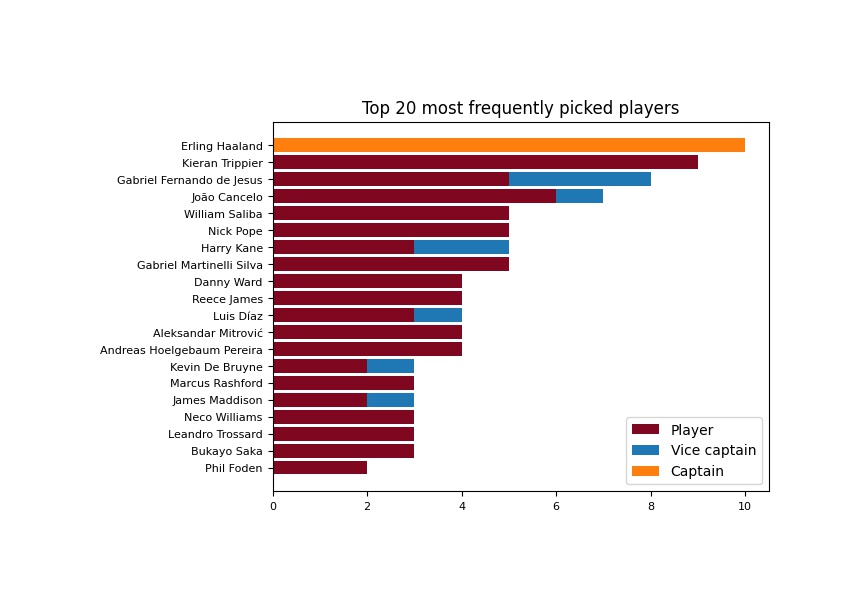 Top 20 most frequently picked players
Erling Haaland
Kieran Trippier
Gabriel Fernando de Jesus
João Cancelo
William Saliba
Nick Pope
Harry Kane
Gabriel Martinelli Silva
Danny Ward
Reece James
Luis Díaz
Aleksandar Mitrović
Andreas Hoelgebaum Pereira
Kevin De Bruyne
Marcus Rashford
James Maddison
Neco Williams
Leandro Trossard
Bukayo Saka
Phil Foden
Player
Vice captain
Captain
0 2 4 6 8 10